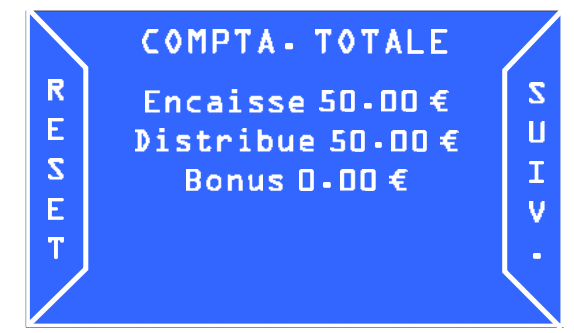 COMPTA. TOTALE
Encaisse 50.00 €
Distribue 50.00 €
Bonus 0.00 €
RESET
SUIV.